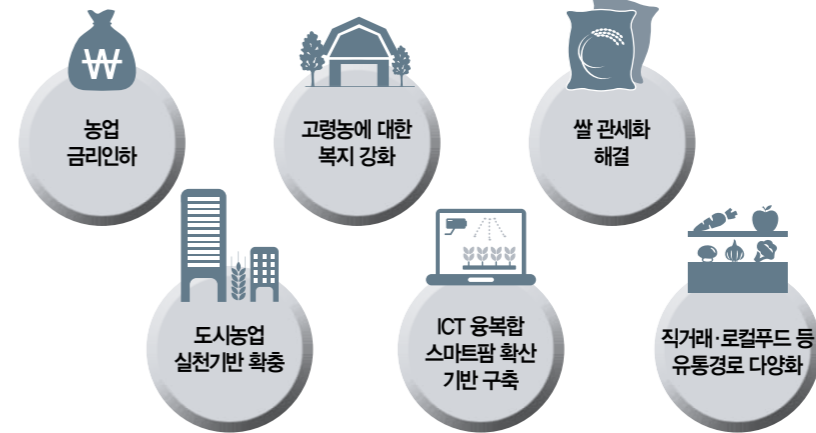 ₩
농업
금리인하
고령농에 대한
복지 강화
쌀 관세화
해결
도시농업
실천기반 확충
ICT 융복합
스마트팜 확산
기반 구축
직거래·로컬푸드 등
유통경로 다양화